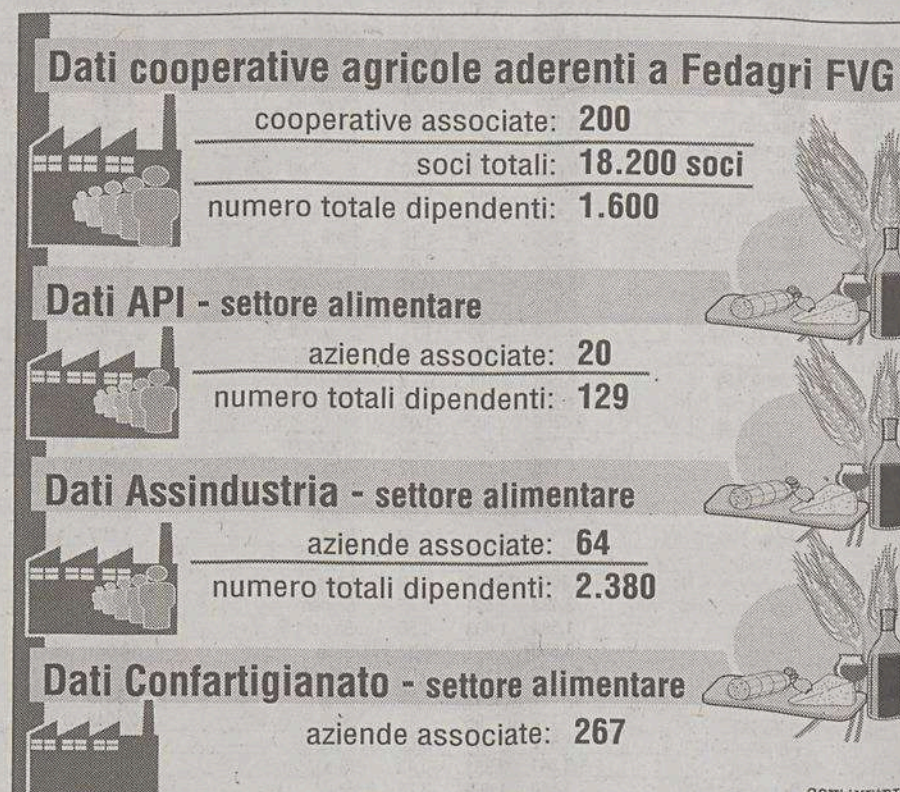 Dati cooperative agricole aderenti a Fedagri FVG
cooperative associate: 200
soci totali: 18.200 soci
numero totale dipendenti: 1.600
Dati API - settore alimentare
aziende associate: 20
numero totali dipendenti: 129
Dati Assindustria - settore alimentare
aziende associate: 64
numero totali dipendenti: 2.380
Dati Confartigianato - settore alimentare
aziende associate: 267